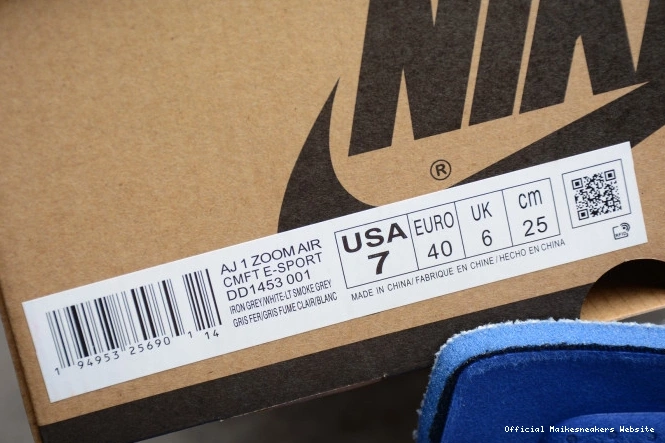 NIKE
®
AJ 1 ZOOM AIR
CMFT E-SPORT
DD1453 001
IRON GREY/WHITE-LT SMOKE GREY
GRIS FER/GRIS FUME CLAIR/BLANC
1 94953 25690 1 14
USA
7
EURO
40
UK
6
cm
25
MADE IN CHINA/ FABRIQUE EN CHINE / HECHO EN CHINA
RFID
Official Maikesneakers Website